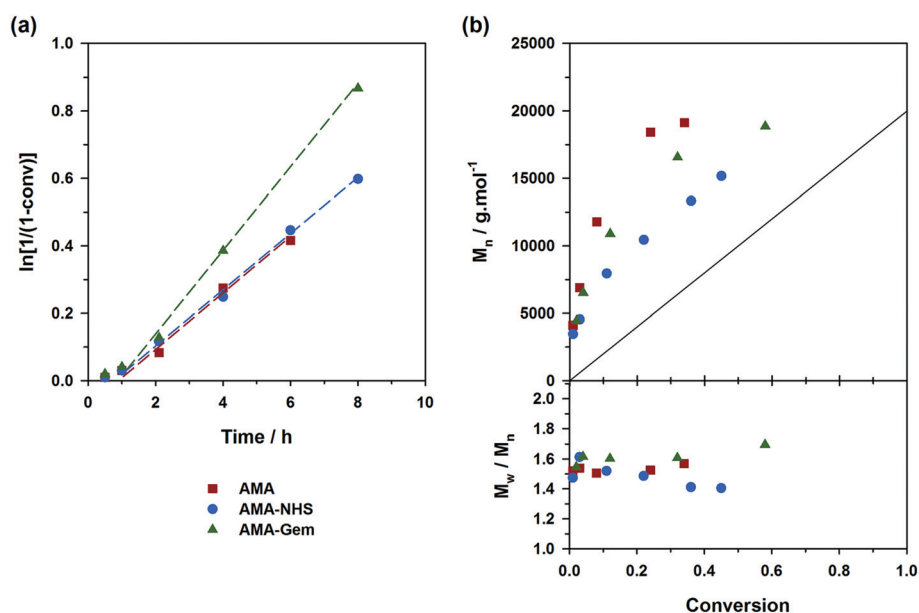 (a)
1.0
0.8
0.6
0.4
0.2
0.0
ln[1/(1-conv)]
0 2 4 6 8 10
Time / h
AMA
AMA-NHS
AMA-Gem
(b)
25000
20000
15000
10000
5000
0
Mn / g.mol-1
2.0
1.8
1.6
1.4
1.2
1.0
Mw / Mn
0.0 0.2 0.4 0.6 0.8 1.0
Conversion